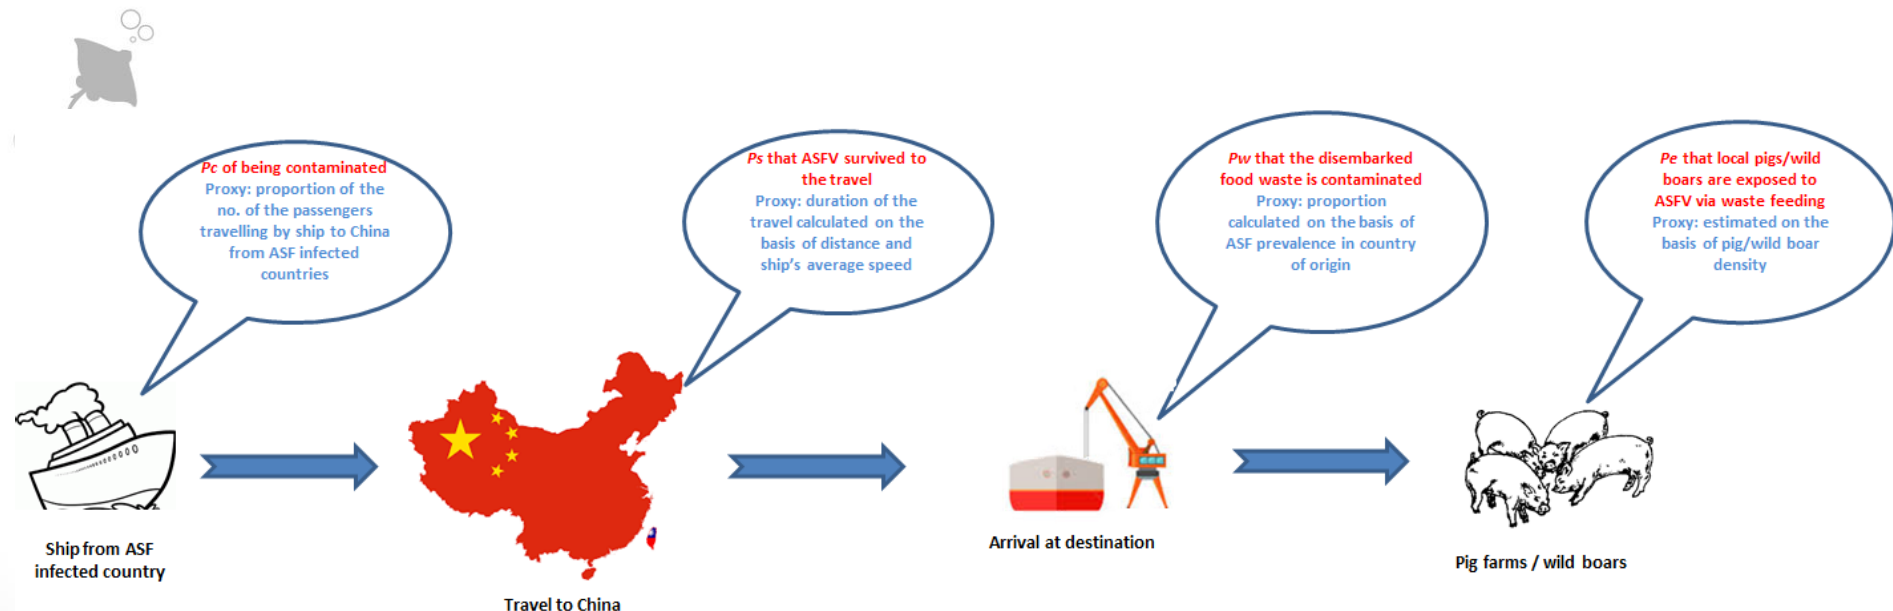 Pc of being contaminated
Proxy: proportion of the
no. of the passengers
travelling by ship to China
from ASF infected
countries
Ps that ASFV survived to
the travel
Proxy: duration of the
travel calculated on the
basis of distance and
ship's average speed
Pw that the disembarked
food waste is contaminated
Proxy: proportion
calculated on the basis of
ASF prevalence in country
of origin
Pe that local pigs/wild
boars are exposed to
ASFV via waste feeding
Proxy: estimated on the
basis of pig/wild boar
density
Ship from ASF
infected country
Travel to China
Arrival at destination
Pig farms / wild boars